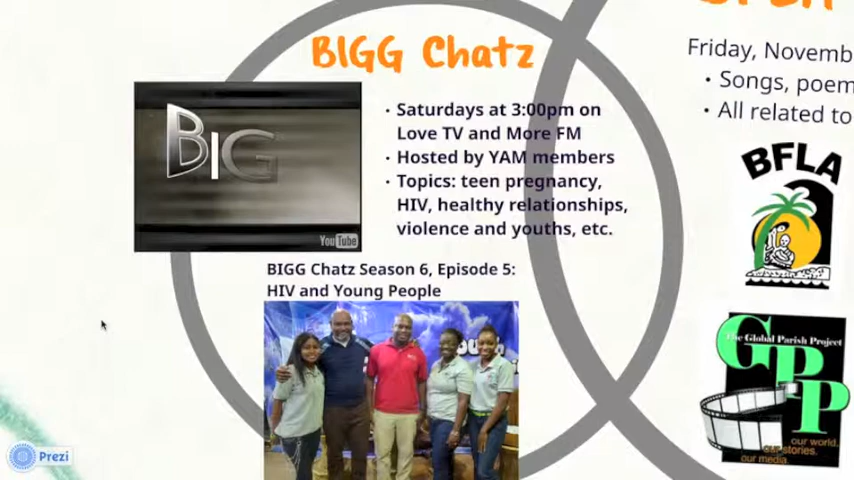 BIGG Chatz
BIG
YouTube
· Saturdays at 3:00pm on
Love TV and More FM
· Hosted by YAM members
· Topics: teen pregnancy,
HIV, healthy relationships,
violence and youths, etc.
BIGG Chatz Season 6, Episode 5:
HIV and Young People
Friday, Novemb
• Songs, poem
• All related to
BFLA
The Global Parish Project
GPP
our world.
our stories.
our media.
Prezi